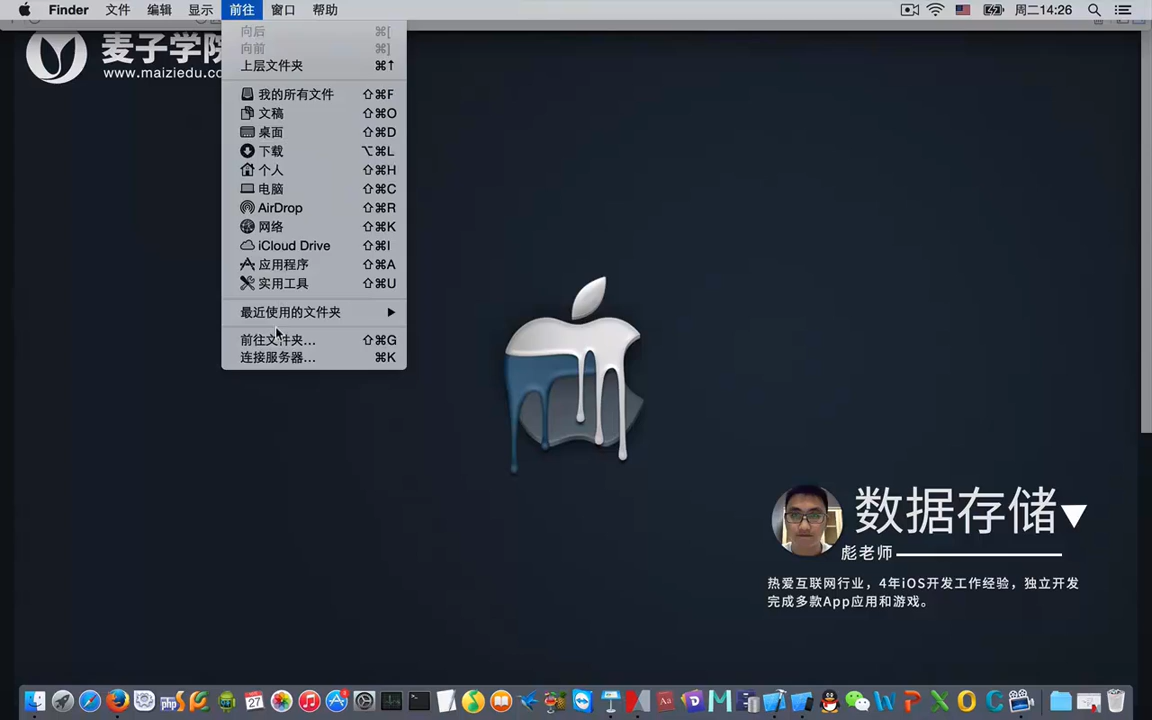 Finder 文件 编辑 显示 前往 窗口 帮助 周二14:26
麦子学院
www.maiziedu.co
向后 ⌘[
向前 ⌘]
上层文件夹 ⌘↑
我的所有文件 ⇧⌘F
文稿 ⇧⌘O
桌面 ⇧⌘D
下载 ⌥⌘L
个人 ⇧⌘H
电脑 ⇧⌘C
AirDrop ⇧⌘R
网络 ⇧⌘K
iCloud Drive ⇧⌘I
应用程序 ⇧⌘A
实用工具 ⇧⌘U
最近使用的文件夹 ▶
前往文件夹... ⇧⌘G
连接服务器... ⌘K
数据存储
彪老师
热爱互联网行业，4年iOS开发工作经验，独立开发
完成多款App应用和游戏。
php
27